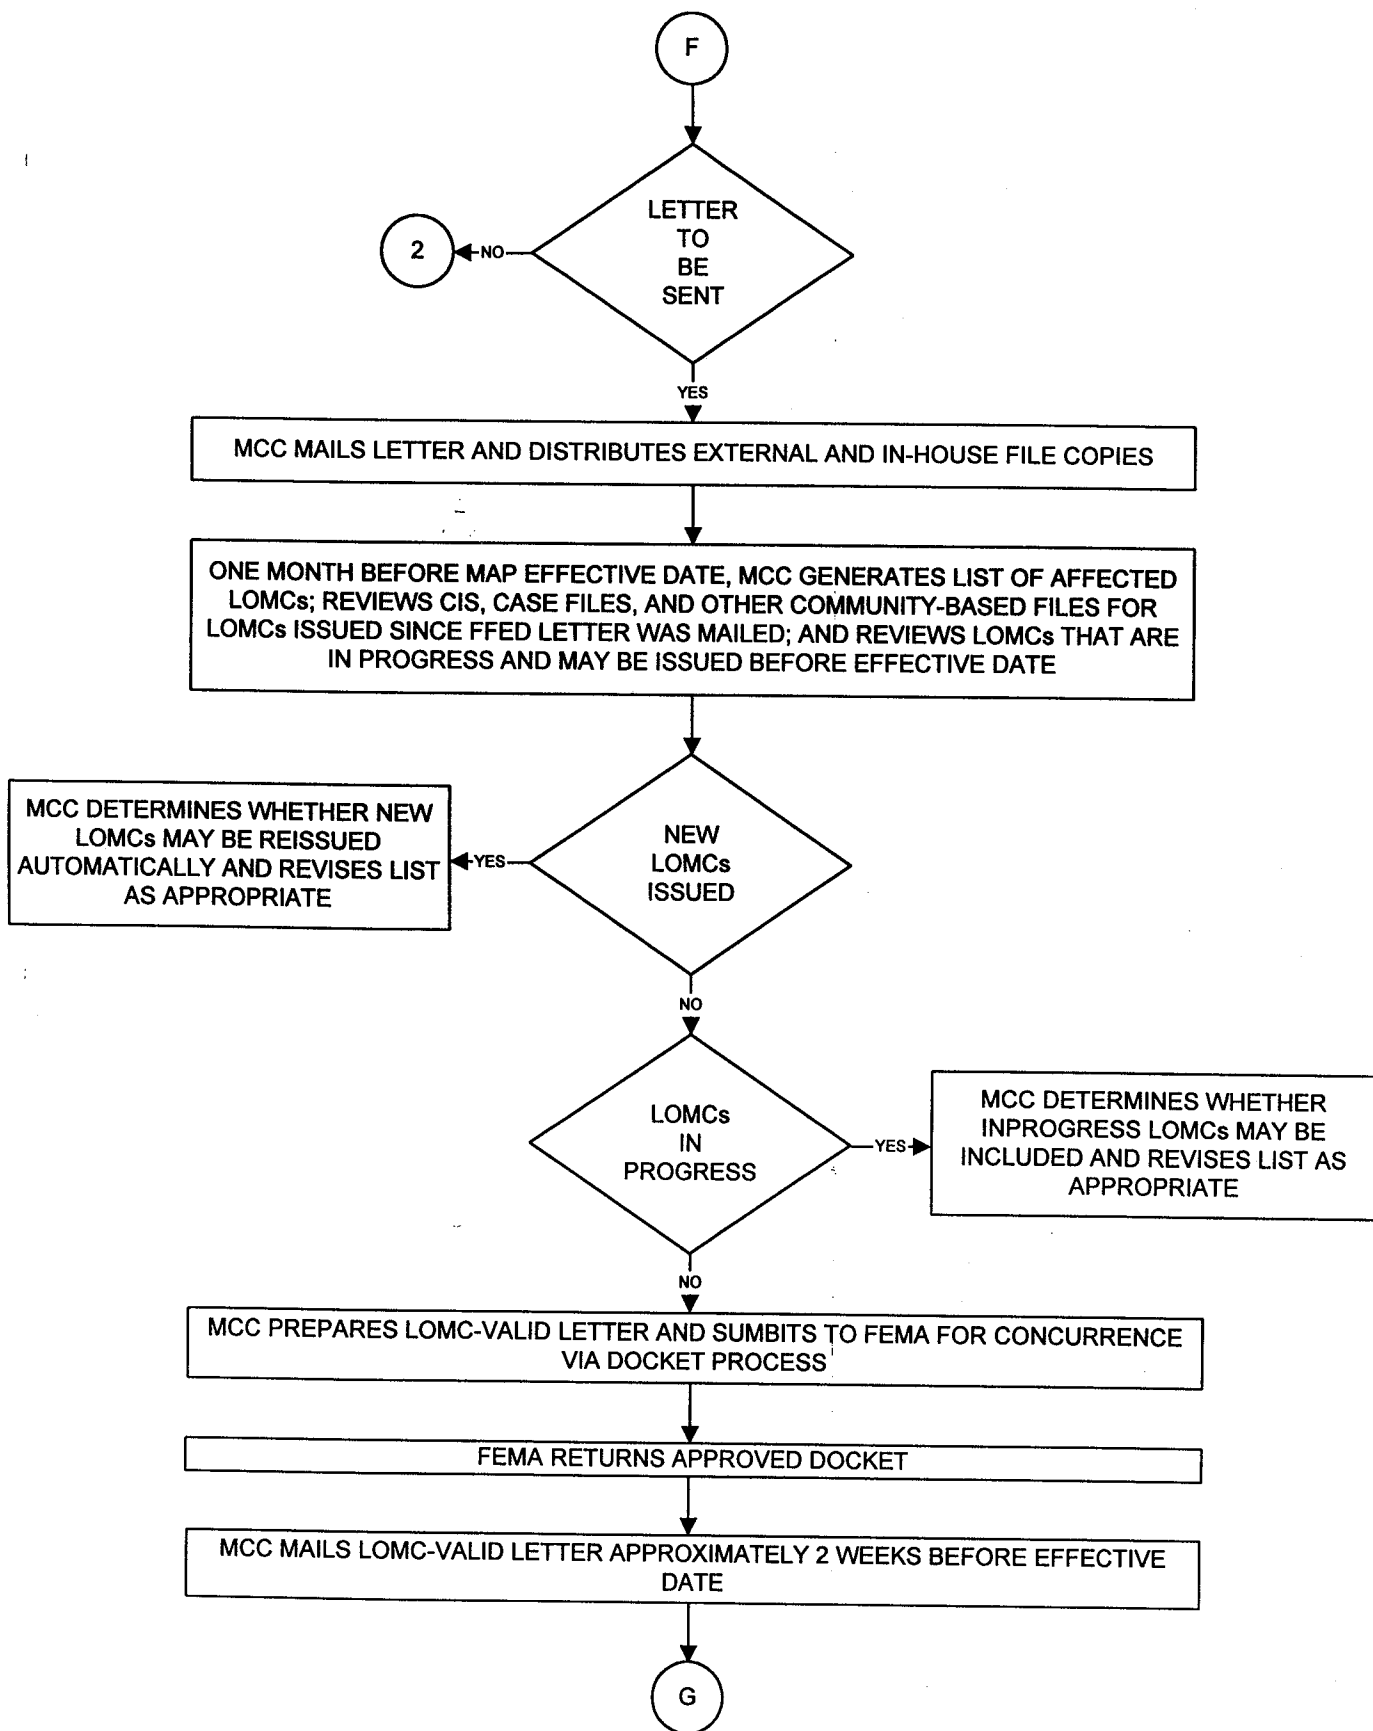 F
LETTER
TO
BE
SENT
2
NO
YES
MCC MAILS LETTER AND DISTRIBUTES EXTERNAL AND IN-HOUSE FILE COPIES
ONE MONTH BEFORE MAP EFFECTIVE DATE, MCC GENERATES LIST OF AFFECTED
LOMCs; REVIEWS CIS, CASE FILES, AND OTHER COMMUNITY-BASED FILES FOR
LOMCs ISSUED SINCE FFED LETTER WAS MAILED; AND REVIEWS LOMCs THAT ARE
IN PROGRESS AND MAY BE ISSUED BEFORE EFFECTIVE DATE
NEW
LOMCs
ISSUED
YES
MCC DETERMINES WHETHER NEW
LOMCs MAY BE REISSUED
AUTOMATICALLY AND REVISES LIST
AS APPROPRIATE
NO
LOMCs
IN
PROGRESS
YES
MCC DETERMINES WHETHER
INPROGRESS LOMCs MAY BE
INCLUDED AND REVISES LIST AS
APPROPRIATE
NO
MCC PREPARES LOMC-VALID LETTER AND SUMBITS TO FEMA FOR CONCURRENCE
VIA DOCKET PROCESS
FEMA RETURNS APPROVED DOCKET
MCC MAILS LOMC-VALID LETTER APPROXIMATELY 2 WEEKS BEFORE EFFECTIVE
DATE
G